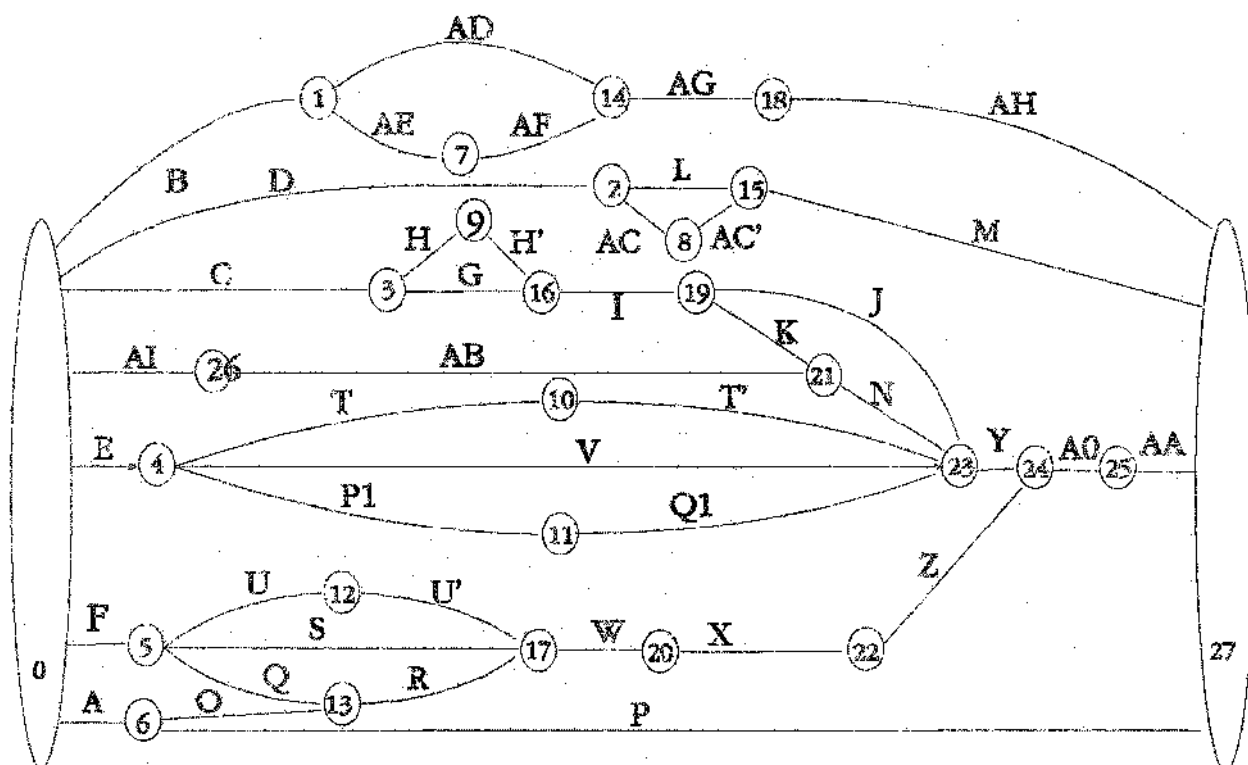 AD
1 14 AG 18 AH
AE AF
7
B D 2 L 15
9 AC 8 AC' M
H H'
C 3 G 16 I 19 J
K
AI 26 AB 21
T 10 T' N
E 4 V 23 Y 24 A0 25 AA
P1 11 Q1
Z
U 12 U'
F 5 S 17 W 20 X 22
0 27
Q R
A 6 O 13 P